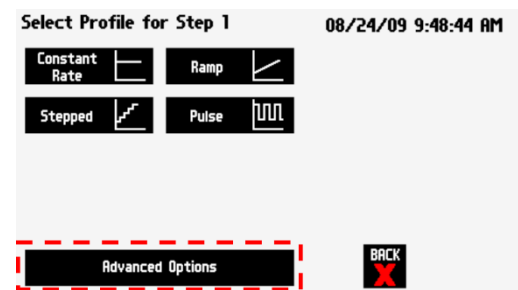 Select Profile for Step 1
08/24/09 9:48:44 AM
Constant
Rate
Ramp
Stepped
Pulse
Advanced Options
BACK
X